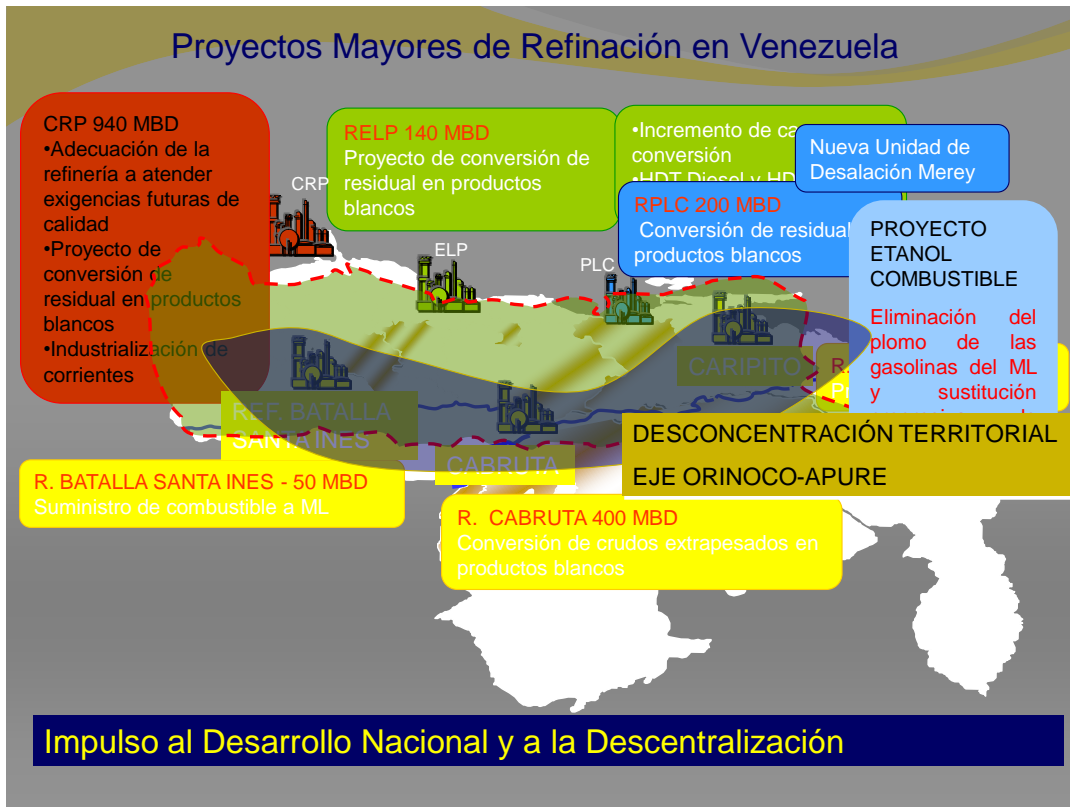 Proyectos Mayores de Refinación en Venezuela
CRP 940 MBD
•Adecuación de la
refinería a atender
exigencias futuras de
calidad
•Proyecto de
conversión de
residual en productos
blancos
•Industrialización de
corrientes
CRP
RELP 140 MBD
Proyecto de conversión de
residual en productos
blancos
ELP
•Incremento de
conversión
•HDT Diesel y
Nueva Unidad de
Desalación Merey
RPLC 200 MBD
Conversión de residual
productos blancos
PLC
PROYECTO
ETANOL
COMBUSTIBLE
Eliminación del
plomo de las
gasolinas del ML
y sustitución
CARIPITO
R.
REF. BATALLA
SANTA INES
CABRUTA
DESCONCENTRACIÓN TERRITORIAL
EJE ORINOCO-APURE
R. BATALLA SANTA INES - 50 MBD
Suministro de combustible a ML
R. CABRUTA 400 MBD
Conversión de crudos extrapesados en
productos blancos
Impulso al Desarrollo Nacional y a la Descentralización